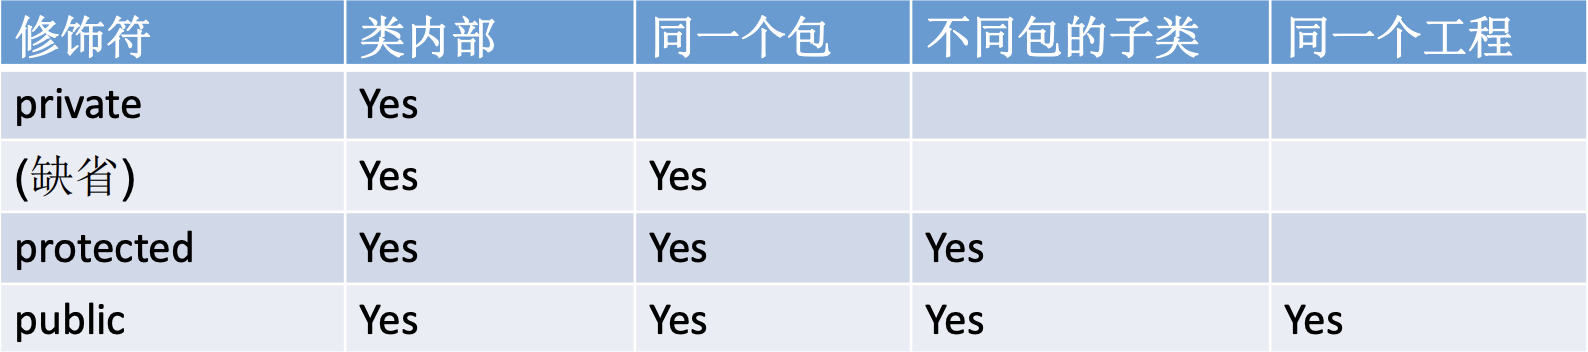 修饰符 类内部 同一个包 不同包的子类 同一个工程
private Yes
(缺省) Yes Yes
protected Yes Yes Yes
public Yes Yes Yes Yes